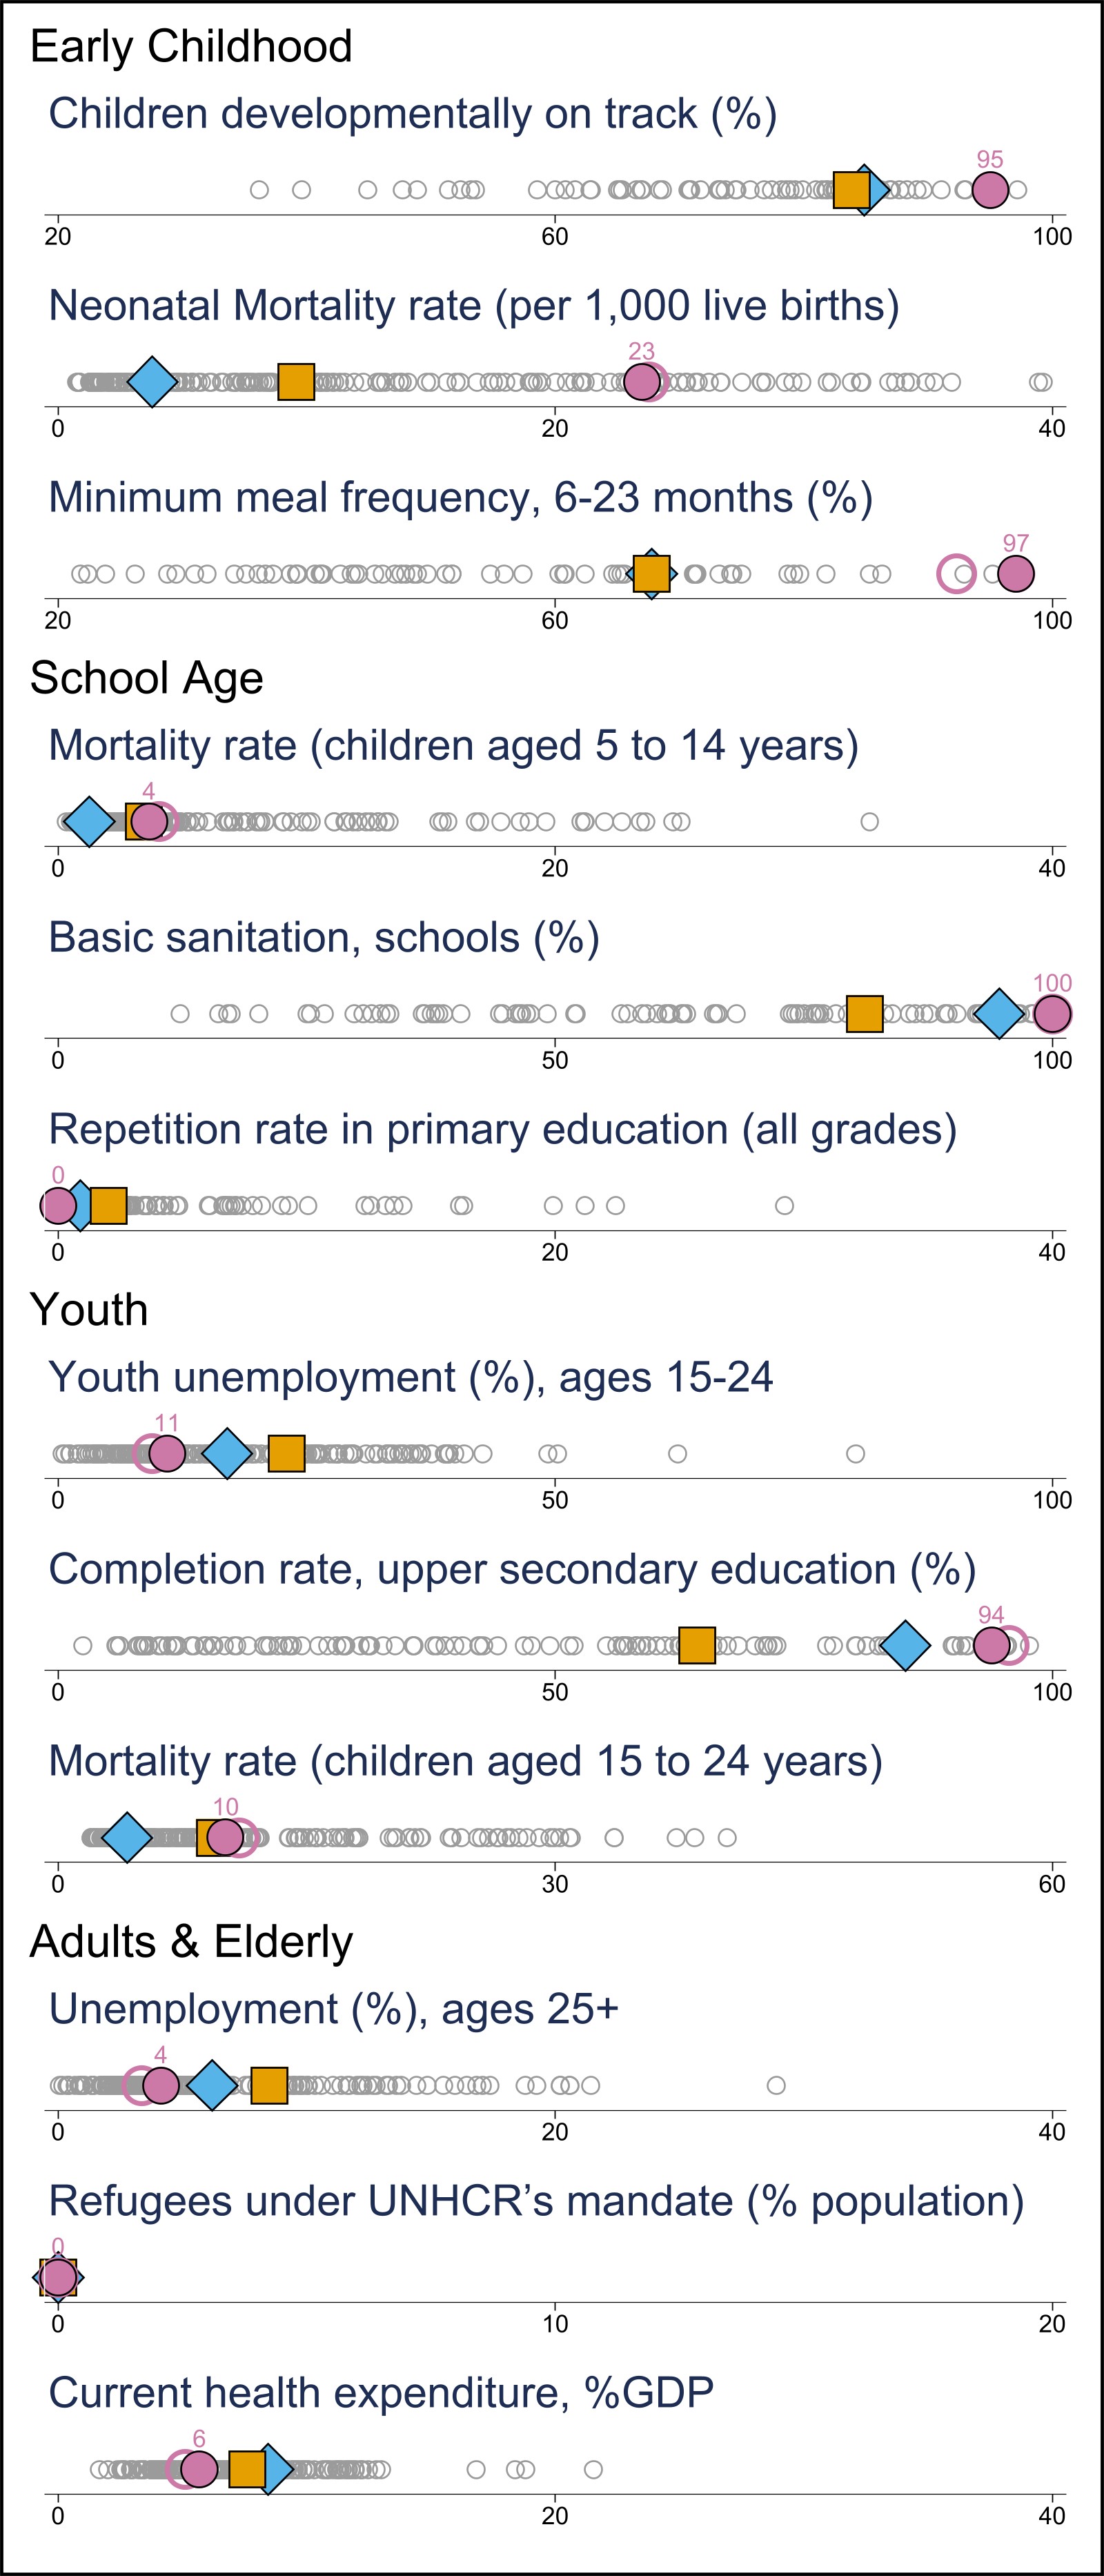 Early Childhood
Children developmentally on track (%)
95
20 60 100
Neonatal Mortality rate (per 1,000 live births)
23
0 20 40
Minimum meal frequency, 6-23 months (%)
97
20 60 100
School Age
Mortality rate (children aged 5 to 14 years)
4
0 20 40
Basic sanitation, schools (%)
100
0 50 100
Repetition rate in primary education (all grades)
0
0 20 40
Youth
Youth unemployment (%), ages 15-24
11
0 50 100
Completion rate, upper secondary education (%)
94
0 50 100
Mortality rate (children aged 15 to 24 years)
10
0 30 60
Adults & Elderly
Unemployment (%), ages 25+
4
0 20 40
Refugees under UNHCR’s mandate (% population)
0
0 10 20
Current health expenditure, %GDP
6
0 20 40